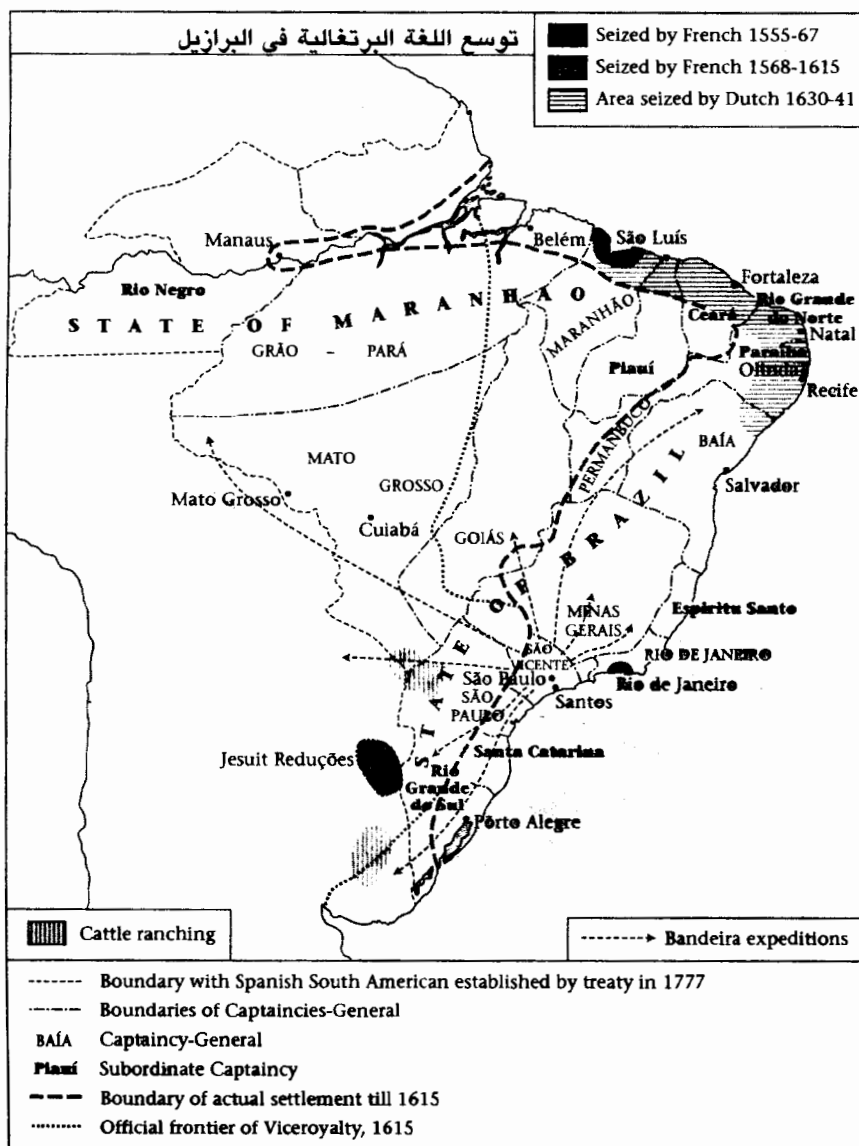 توسع اللغة البرتغالية في البرازيل
Seized by French 1555-67
Seized by French 1568-1615
Area seized by Dutch 1630-41
Manaus
Belém
São Luís
Fortaleza
Rio Negro
Rio Grande
do Norte
STATE OF MARANHÃO
Ceará
Natal
MARANHÃO
GRÃO – PARÁ
Piauí
Paraíba
Olinda
Recife
PERMANBUCO
BAÍA
MATO
GROSSO
Salvador
Mato Grosso
Cuiabá
GOIÁS
STATE OF BRAZIL
MINAS
GERAIS
Espiritu Santo
SÃO
VICENTE
RIO DE JANEIRO
São Paulo
Rio de Janeiro
Santos
SÃO
PAULO
Santa Catarina
Jesuit Reduções
Rio
Grande
do Sul
Pôrto Alegre
Cattle ranching
Bandeira expeditions
Boundary with Spanish South American established by treaty in 1777
Boundaries of Captaincies-General
BAÍA Captaincy-General
Piauí Subordinate Captaincy
Boundary of actual settlement till 1615
Official frontier of Viceroyalty, 1615